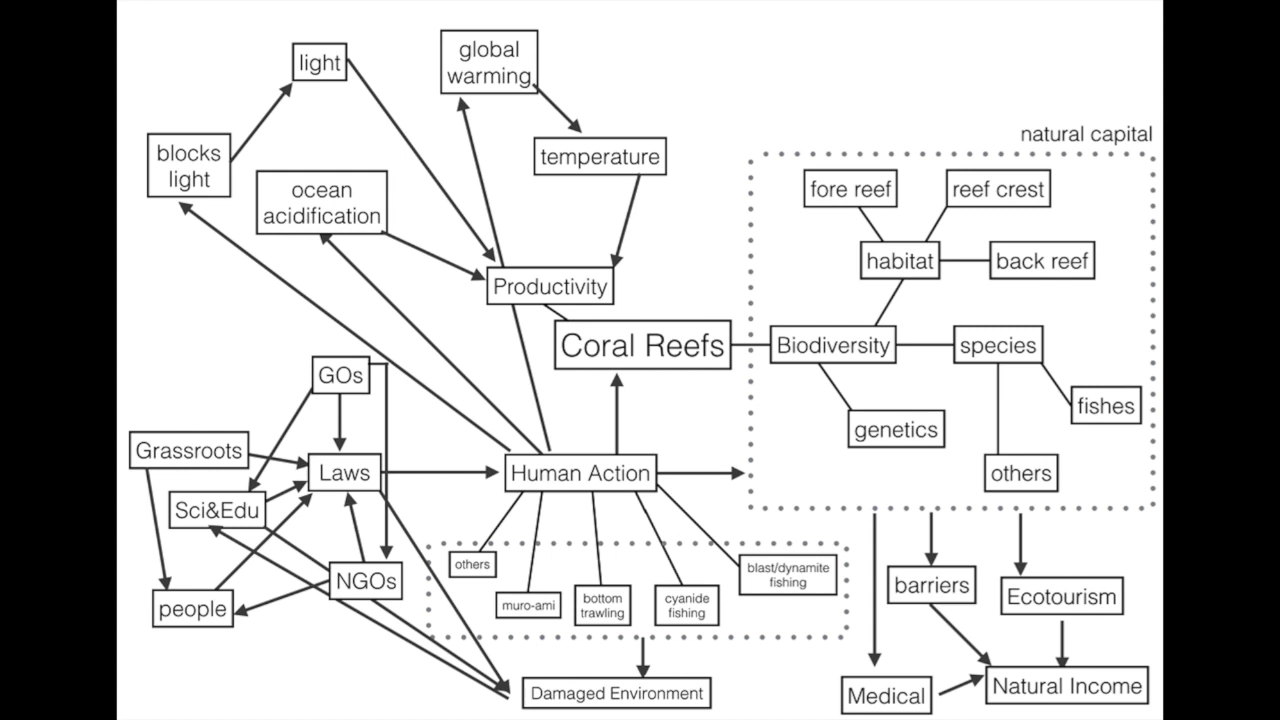 light
global
warming
natural capital
blocks
light
temperature
ocean
acidification
fore reef
reef crest
habitat
back reef
Productivity
Coral Reefs
Biodiversity
species
GOs
fishes
genetics
Grassroots
Laws
Human Action
others
Sci&Edu
others
blast/dynamite
fishing
NGOs
people
muro-ami
bottom
trawling
cyanide
fishing
barriers
Ecotourism
Damaged Environment
Medical
Natural Income